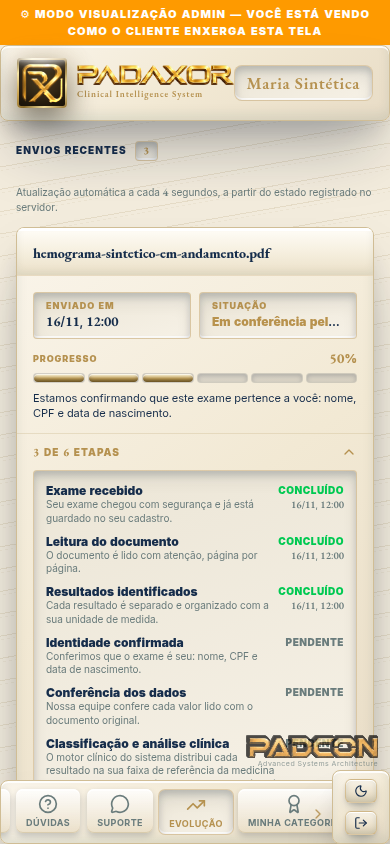 ⚙ MODO VISUALIZAÇÃO ADMIN — VOCÊ ESTÁ VENDO
COMO O CLIENTE ENXERGA ESTA TELA
PADAXOR
Clinical Intelligence System
Maria Sintética
ENVIOS RECENTES 3
Atualização automática a cada 4 segundos, a partir do estado registrado no
servidor.
hemograma-sintetico-em-andamento.pdf
ENVIADO EM
16/11, 12:00
SITUAÇÃO
Em conferência pel...
PROGRESSO 50%
Estamos confirmando que este exame pertence a você: nome,
CPF e data de nascimento.
3 DE 6 ETAPAS
Exame recebido CONCLUÍDO
Seu exame chegou com segurança e já está 16/11, 12:00
guardado no seu cadastro.
Leitura do documento CONCLUÍDO
O documento é lido com atenção, página por 16/11, 12:00
página.
Resultados identificados CONCLUÍDO
Cada resultado é separado e organizado com a 16/11, 12:00
sua unidade de medida.
Identidade confirmada PENDENTE
Conferimos que o exame é seu: nome, CPF e
data de nascimento.
Conferência dos dados PENDENTE
Nossa equipe confere cada valor lido com o
documento original.
Classificação e análise clínica
PADCON
O motor clínico do sistema distribui cada
Advanced Systems Architecture
resultado na sua faixa de referência da medicina
DÚVIDAS
SUPORTE
EVOLUÇÃO
MINHA CATEGORI